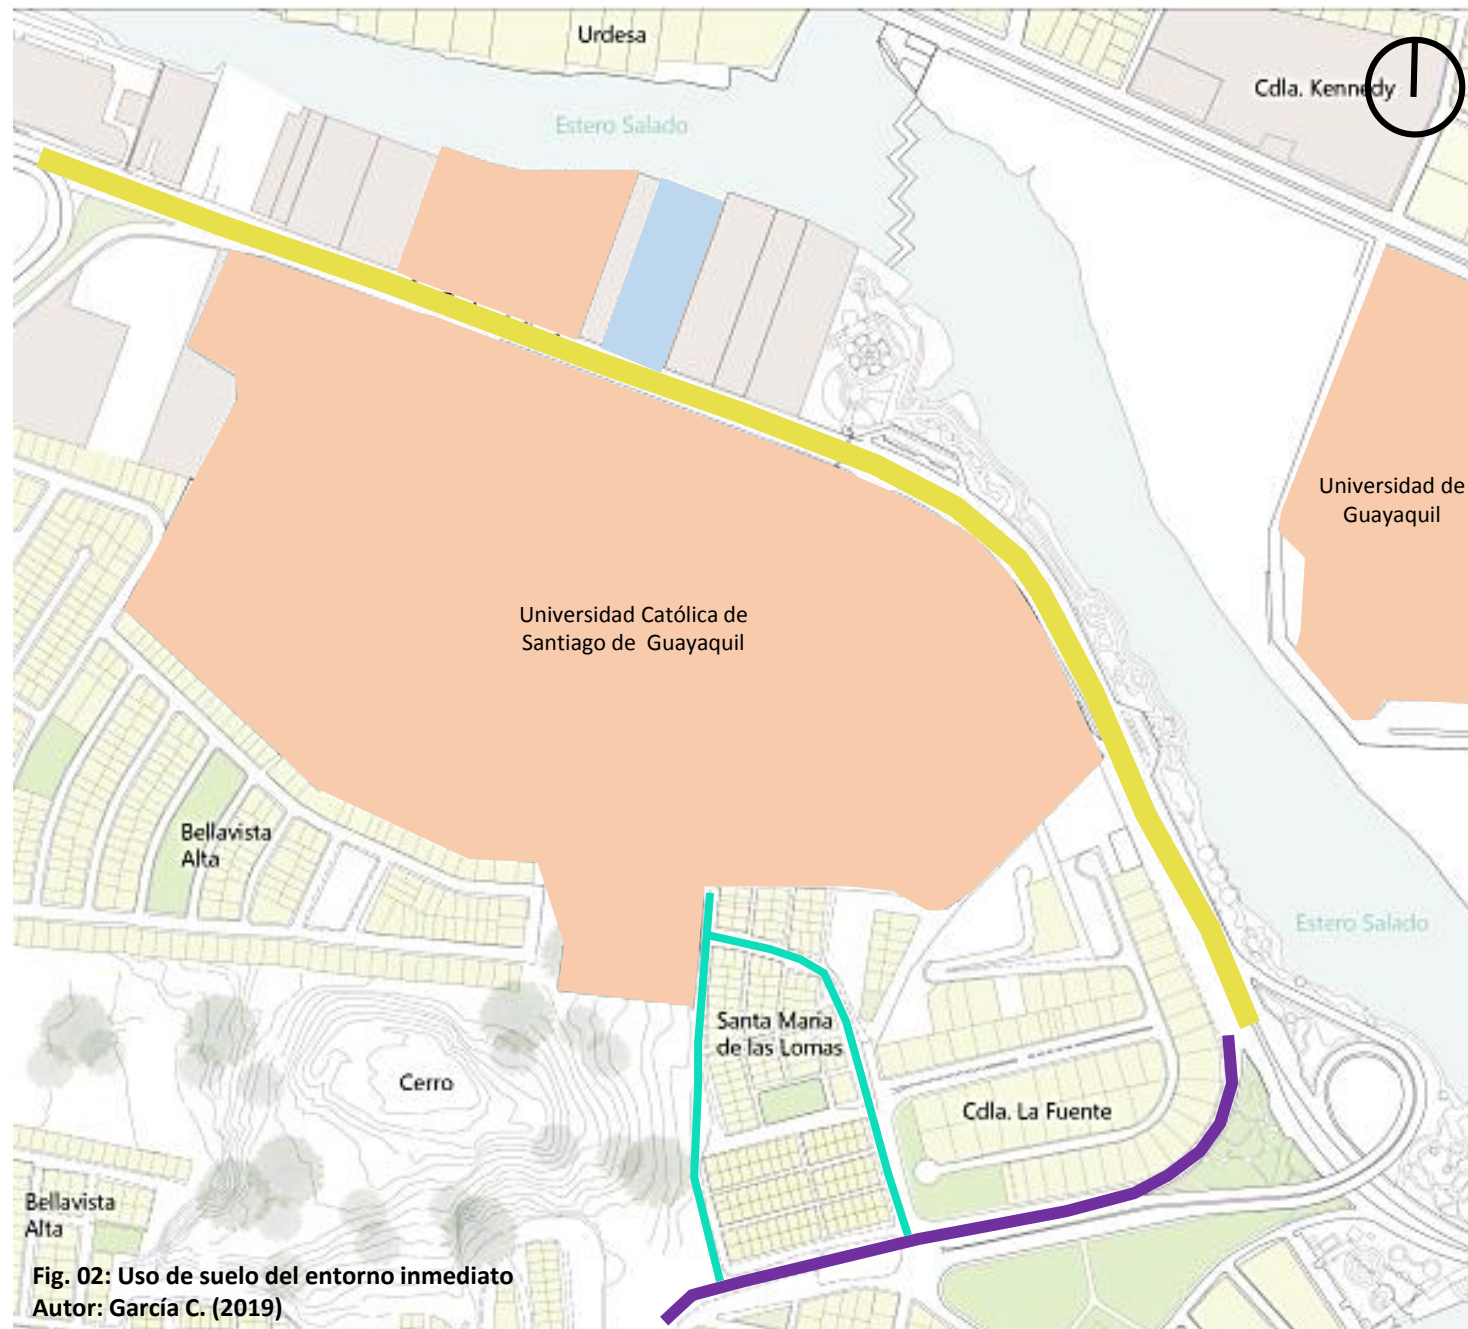 Urdesa
Cdla. Kennedy
Estero Salado
Universidad de
Guayaquil
Universidad Católica de
Santiago de Guayaquil
Bellavista
Alta
Estero Salado
Santa Maria
de las Lomas
Cerro
Cdla. La Fuente
Bellavista
Alta
Fig. 02: Uso de suelo del entorno inmediato
Autor: García C. (2019)